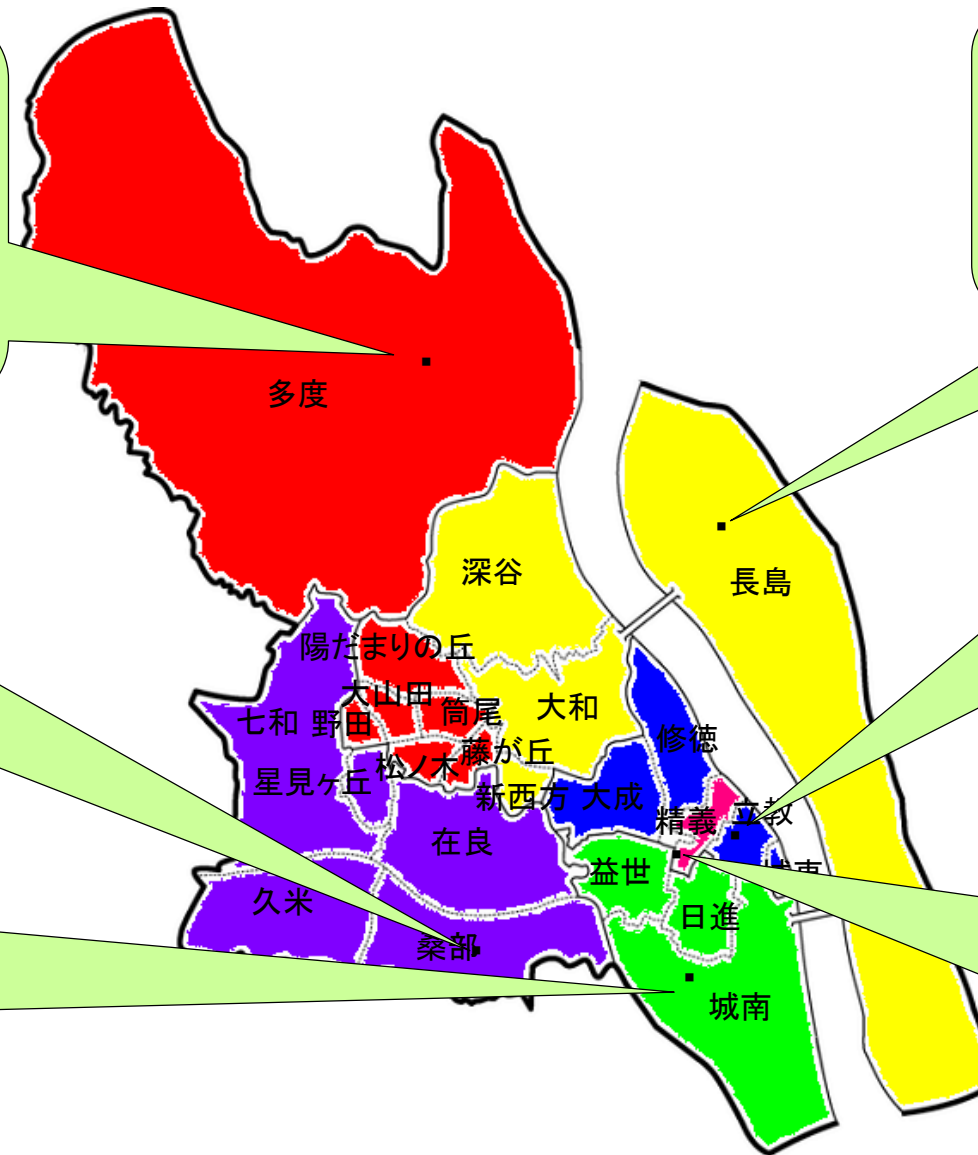 多度
深谷
長島
陽だまりの丘
大山田
七和
野田
筒尾
大和
星見ヶ丘
松ノ木
藤が丘
修徳
新西方
大成
在良
精義
立教
益世
久米
日進
桑部
城南